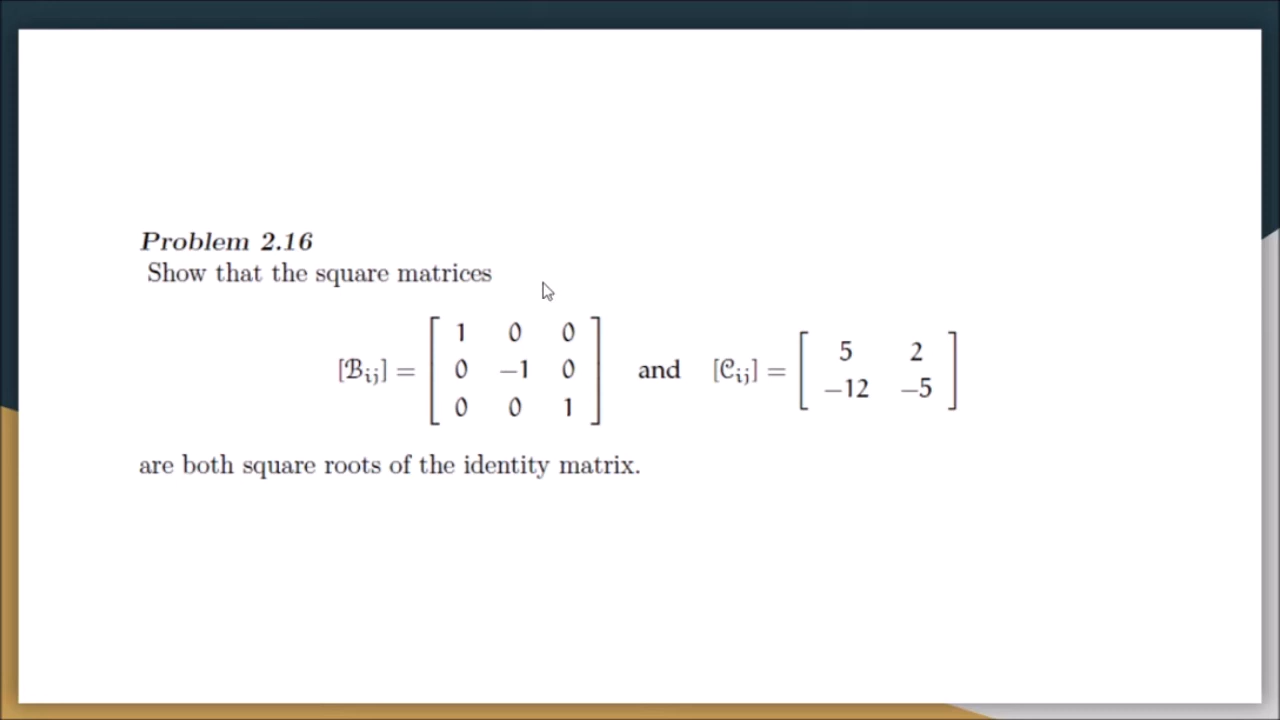 Problem 2.16
Show that the square matrices
[ℬᵢⱼ] = [ 1 0 0 ; 0 −1 0 ; 0 0 1 ] and [𝒞ᵢⱼ] = [ 5 2 ; −12 −5 ]
are both square roots of the identity matrix.